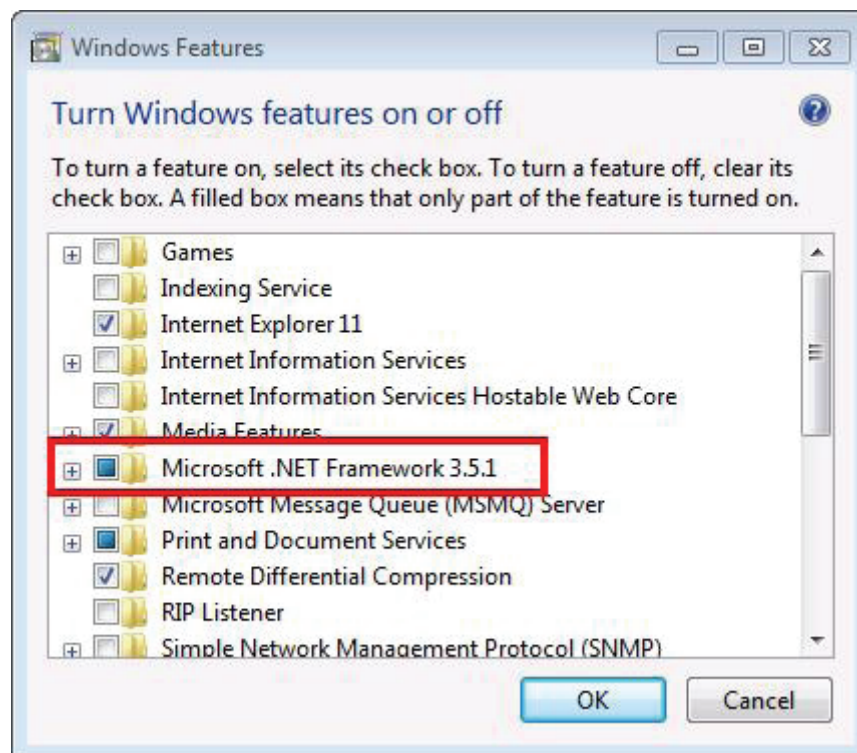 Windows Features
Turn Windows features on or off
To turn a feature on, select its check box. To turn a feature off, clear its
check box. A filled box means that only part of the feature is turned on.
Games
Indexing Service
Internet Explorer 11
Internet Information Services
Internet Information Services Hostable Web Core
Media Features
Microsoft .NET Framework 3.5.1
Microsoft Message Queue (MSMQ) Server
Print and Document Services
Remote Differential Compression
RIP Listener
Simple Network Management Protocol (SNMP)
OK
Cancel